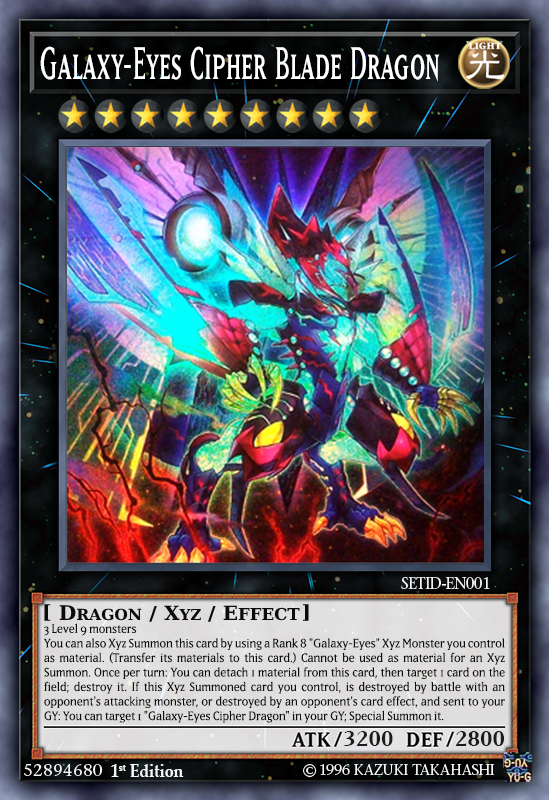 GALAXY-EYES CIPHER BLADE DRAGON
LIGHT
光
SETID-EN001
[ DRAGON / XYZ / EFFECT ]
3 Level 9 monsters
You can also Xyz Summon this card by using a Rank 8 "Galaxy-Eyes" Xyz Monster you control
as material. (Transfer its materials to this card.) Cannot be used as material for an Xyz
Summon. Once per turn: You can detach 1 material from this card, then target 1 card on the
field; destroy it. If this Xyz Summoned card you control, is destroyed by battle with an
opponent's attacking monster, or destroyed by an opponent's card effect, and sent to your
GY: You can target 1 "Galaxy-Eyes Cipher Dragon" in your GY; Special Summon it.
ATK/3200 DEF/2800
52894680 1st Edition © 1996 KAZUKI TAKAHASHI
YU-G